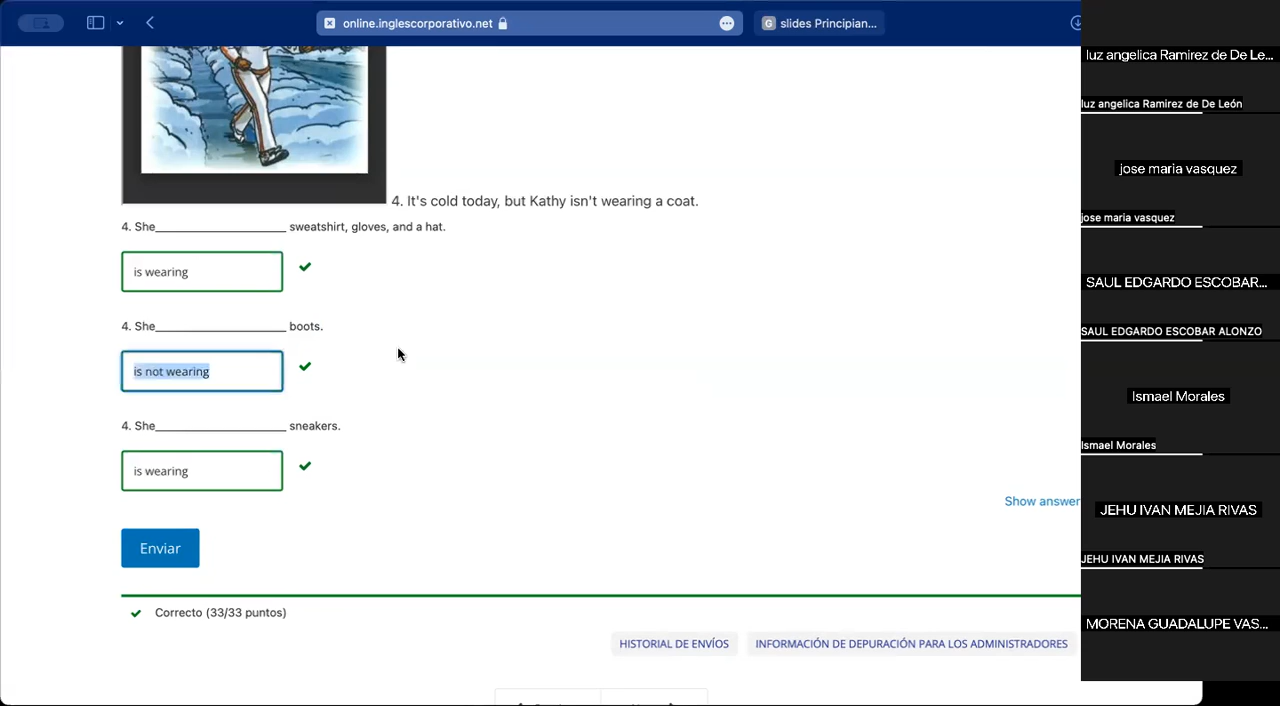 online.inglescorporativo.net
G slides Principian...
4. It's cold today, but Kathy isn't wearing a coat.
4. She____________________ sweatshirt, gloves, and a hat.
is wearing
4. She____________________ boots.
is not wearing
4. She____________________ sneakers.
is wearing
Show answer
Enviar
Correcto (33/33 puntos)
HISTORIAL DE ENVÍOS
INFORMACIÓN DE DEPURACIÓN PARA LOS ADMINISTRADORES
luz angelica Ramirez de De Le...
luz angelica Ramirez de De León
jose maria vasquez
jose maria vasquez
SAUL EDGARDO ESCOBAR...
SAUL EDGARDO ESCOBAR ALONZO
Ismael Morales
Ismael Morales
JEHU IVAN MEJIA RIVAS
JEHU IVAN MEJIA RIVAS
MORENA GUADALUPE VAS...